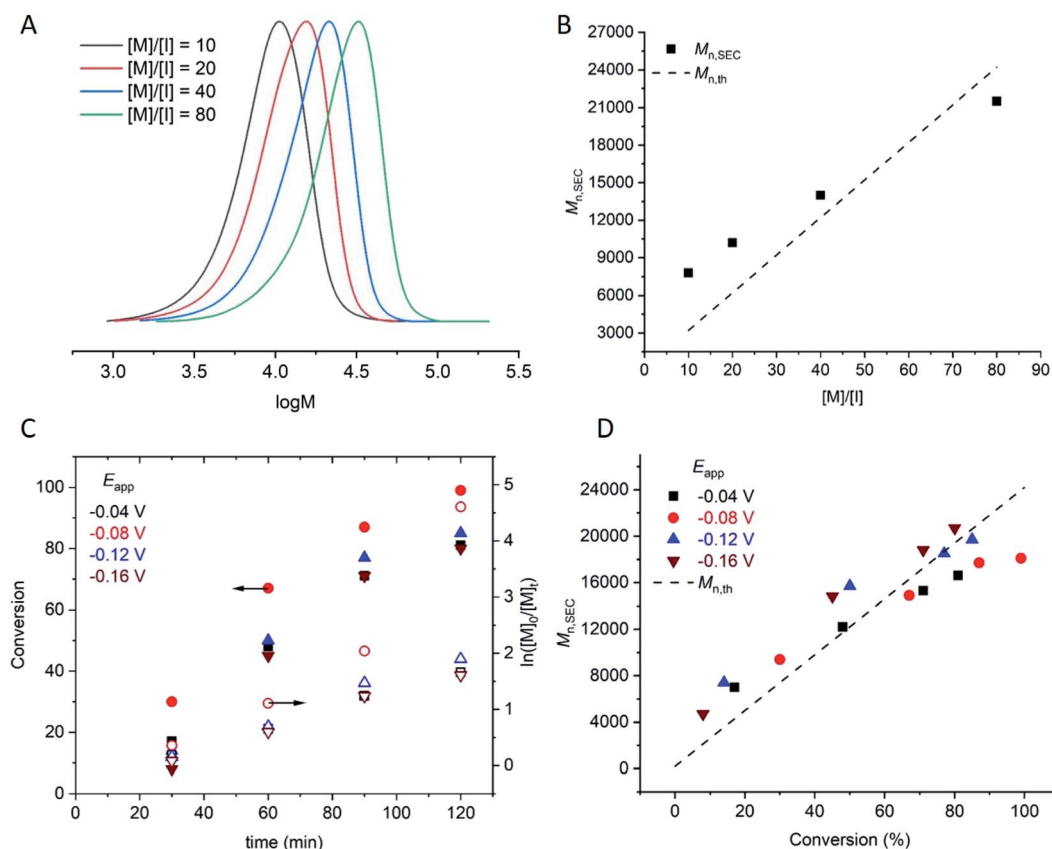 A
[M]/[I] = 10
[M]/[I] = 20
[M]/[I] = 40
[M]/[I] = 80
3.0 3.5 4.0 4.5 5.0 5.5
logM
B
27000
24000
21000
18000
15000
12000
9000
6000
3000
Mn,SEC
Mn,SEC
Mn,th
0 10 20 30 40 50 60 70 80 90
[M]/[I]
C
Eapp
-0.04 V
-0.08 V
-0.12 V
-0.16 V
100
80
60
40
20
0
Conversion
5
4
3
2
1
0
ln([M]0/[M]t)
0 20 40 60 80 100 120
time (min)
D
Eapp
-0.04 V
-0.08 V
-0.12 V
-0.16 V
Mn,th
24000
20000
16000
12000
8000
4000
0
Mn,SEC
0 20 40 60 80 100
Conversion (%)